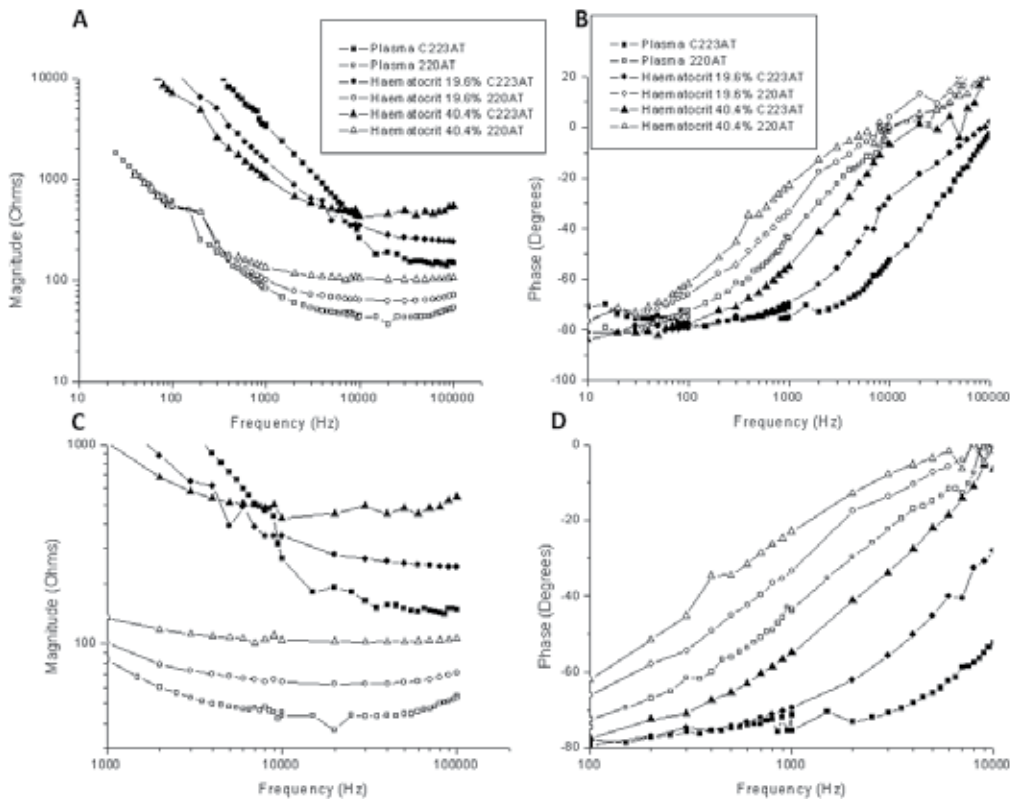 A
Plasma C223AT
Plasma 220AT
Haematocrit 19.6% C223AT
Haematocrit 19.6% 220AT
Haematocrit 40.4% C223AT
Haematocrit 40.4% 220AT
10000
1000
100
10
Magnitude (Ohms)
10 100 1000 10000 100000
Frequency (Hz)
B
Plasma C223AT
Plasma 220AT
Haematocrit 19.6% C223AT
Haematocrit 19.6% 220AT
Haematocrit 40.4% C223AT
Haematocrit 40.4% 220AT
20
0
-20
-40
-60
-80
-100
Phase (Degrees)
10 100 1000 10000 100000
Frequency (Hz)
C
1000
100
Magnitude (Ohms)
1000 10000 100000
Frequency (Hz)
D
0
-20
-40
-60
-80
Phase (Degrees)
100 1000 10000
Frequency (Hz)